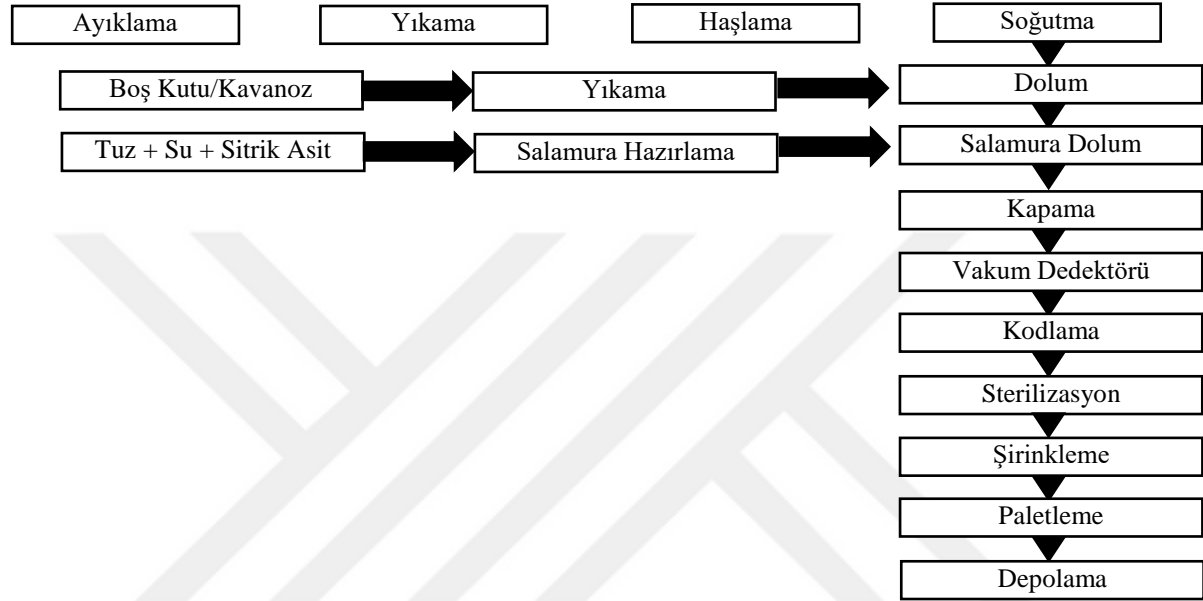 Ayıklama
Yıkama
Haşlama
Soğutma
Boş Kutu/Kavanoz
Yıkama
Dolum
Tuz + Su + Sitrik Asit
Salamura Hazırlama
Salamura Dolum
Kapama
Vakum Dedektörü
Kodlama
Sterilizasyon
Şirinkleme
Paletleme
Depolama